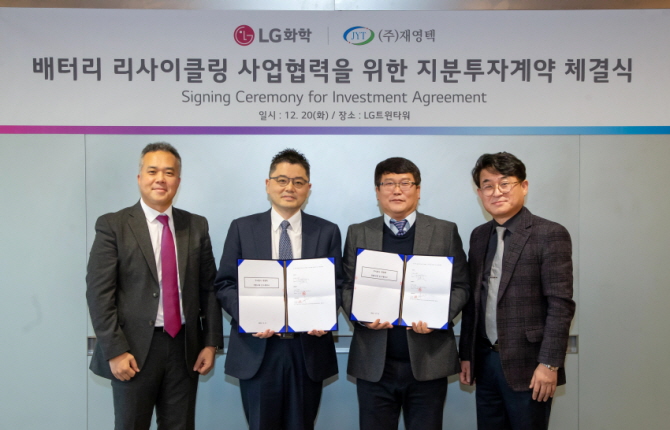 LG화학 JYT (주)재영텍
배터리 리사이클링 사업협력을 위한 지분투자계약 체결식
Signing Ceremony for Investment Agreement
일시 : 12. 20(화) / 장소 : LG트윈타워